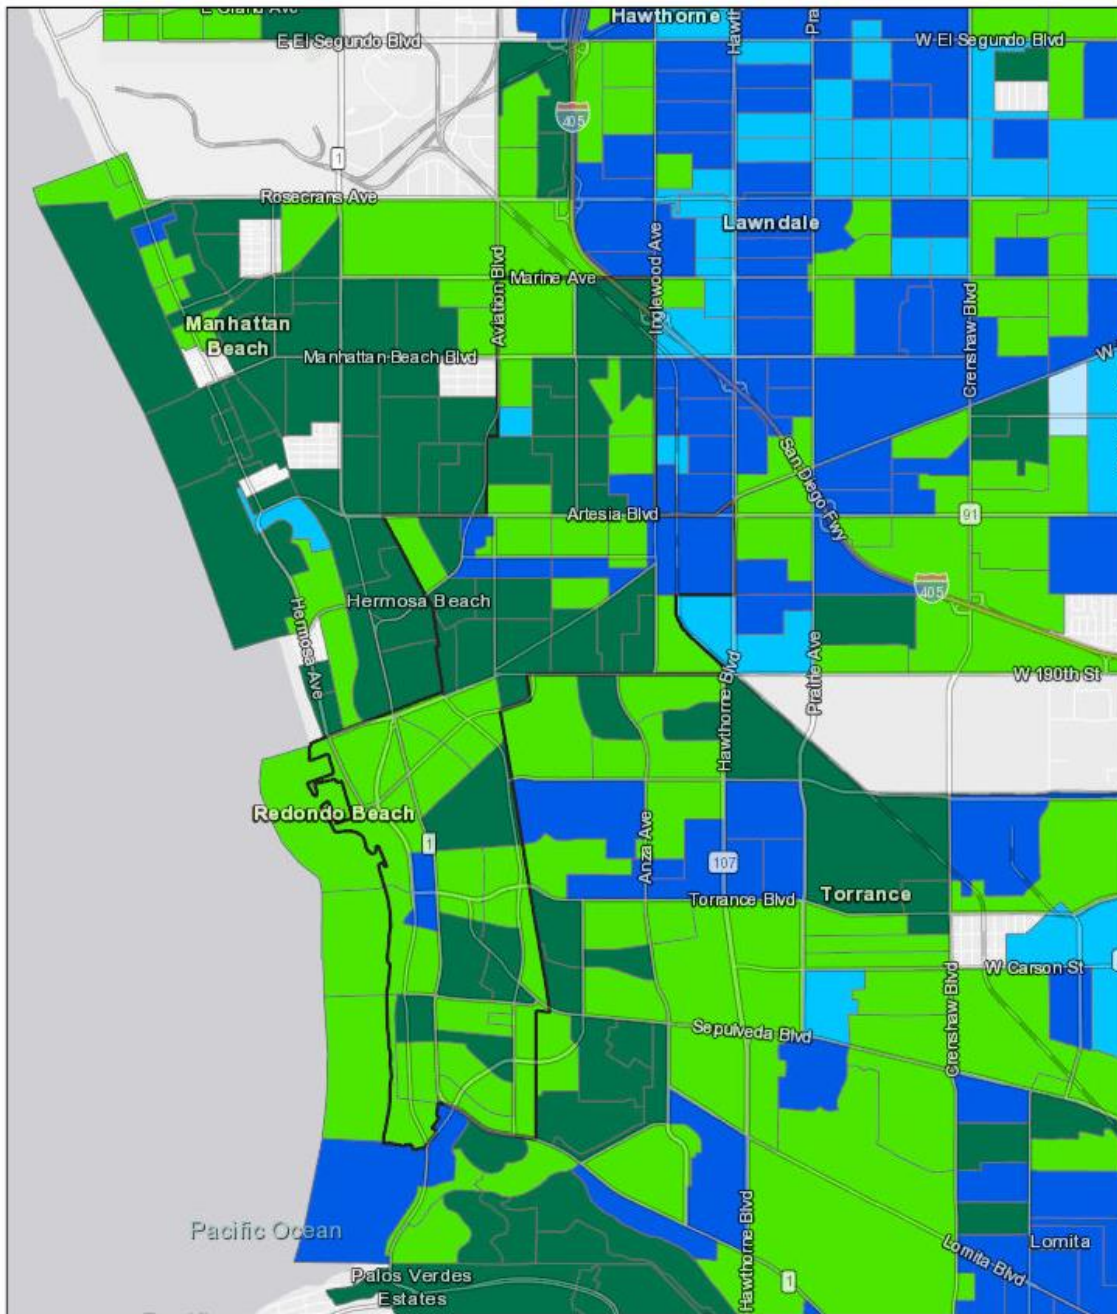 E Grand Ave
Hawthorne
E El Segundo Blvd
W El Segundo Blvd
405
1
Rosecrans Ave
Lawndale
Aviation Blvd
Marine Ave
Inglewood Ave
Manhattan
Beach
Manhattan Beach Blvd
Crenshaw Blvd
San Diego Fwy
Artesia Blvd
91
405
Hermosa Beach
Hermosa Ave
W 190th St
Prairie Ave
Hawthorne Blvd
Redondo Beach
1
Anza Ave
107
Torrance Blvd
Torrance
W Carson St
Sepulveda Blvd
Crenshaw Blvd
Pacific Ocean
Hawthorne Blvd
Lomita
Lomita Blvd
1
Palos Verdes
Estates